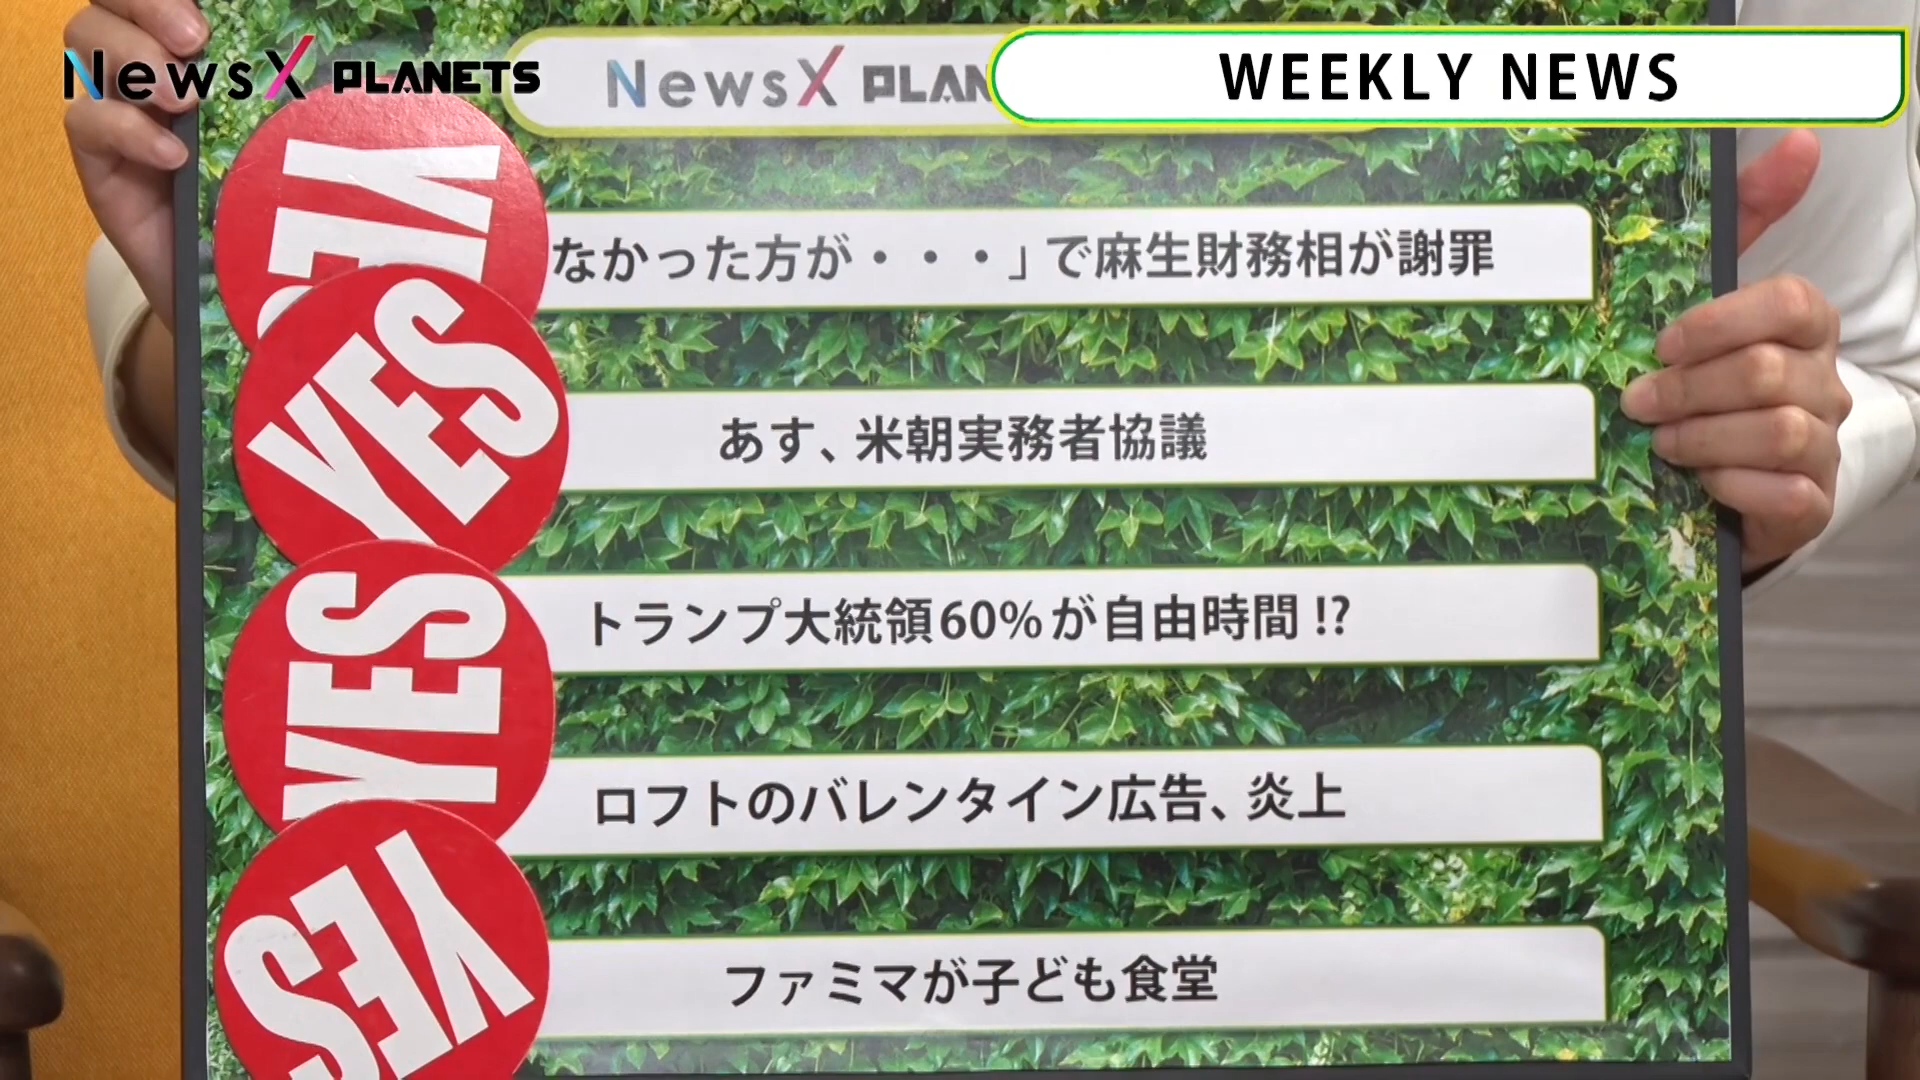 NewsX PLANETS
NewsX PLAN
WEEKLY NEWS
YES
なかった方が・・・」で麻生財務相が謝罪
YES
あす、米朝実務者協議
YES
トランプ大統領60%が自由時間!?
ロフトのバレンタイン広告、炎上
YES
ファミマが子ども食堂